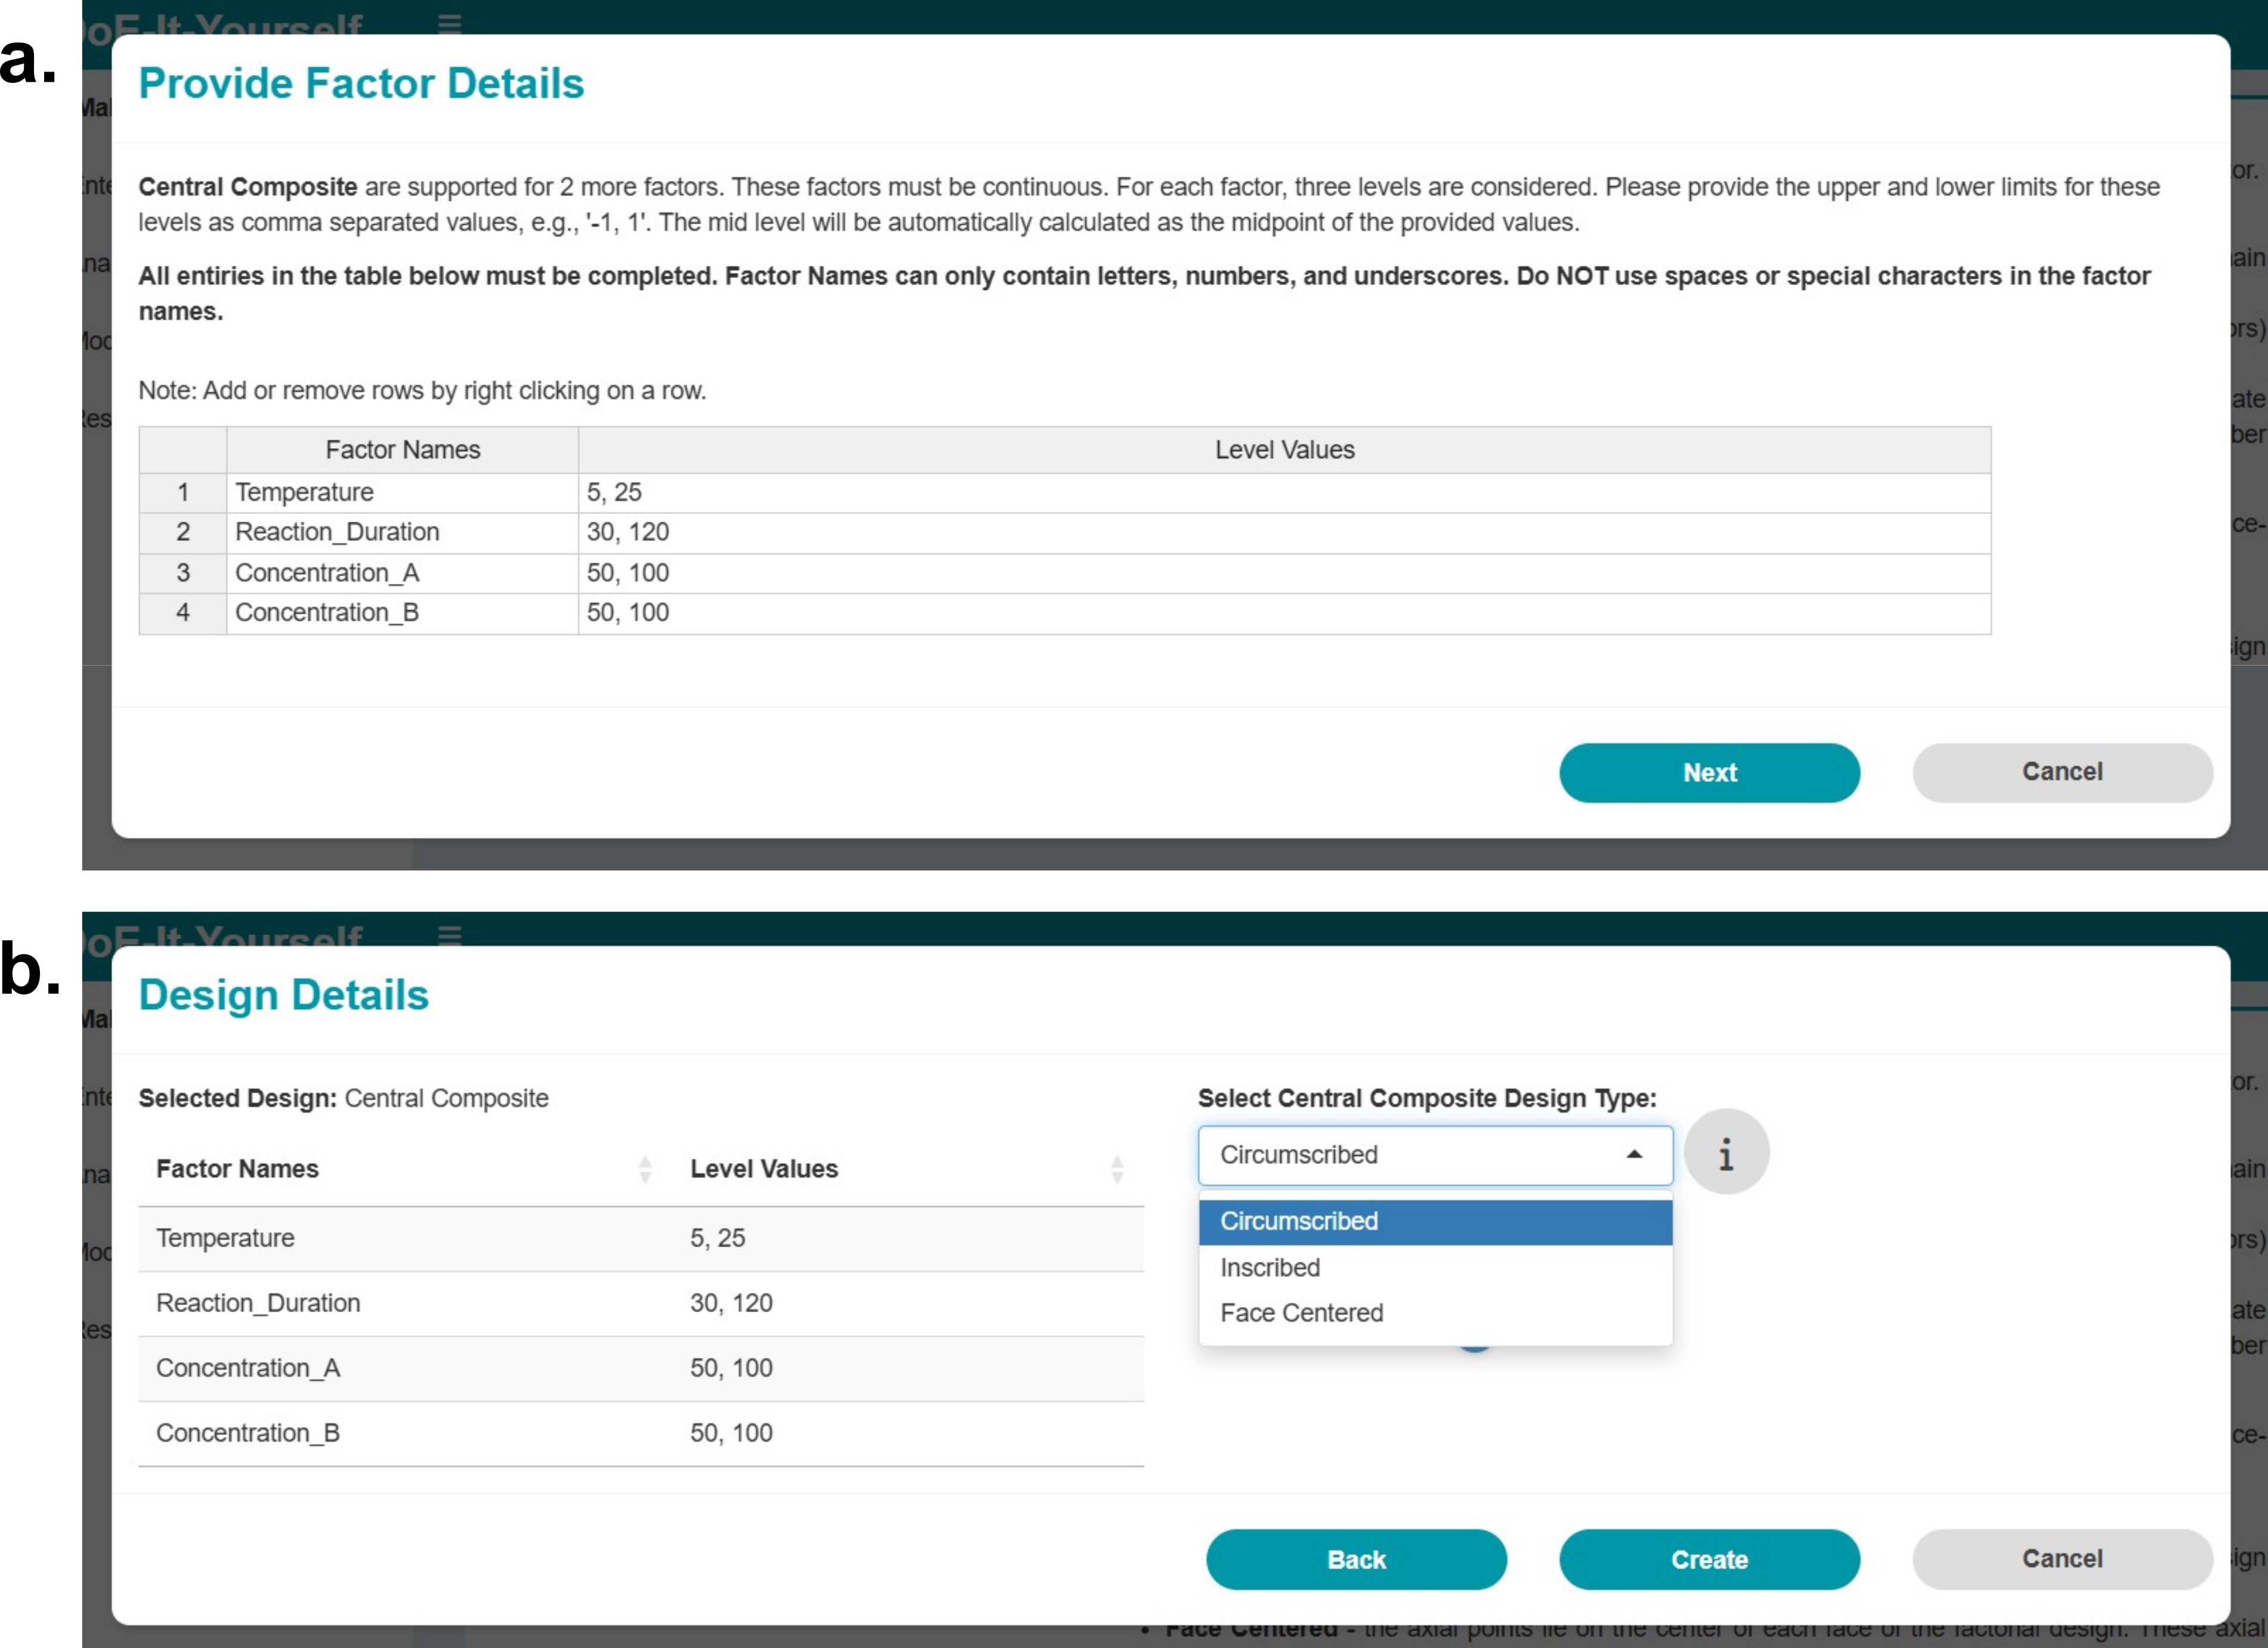 a.
DoE-It-Yourself
Provide Factor Details
Central Composite are supported for 2 more factors. These factors must be continuous. For each factor, three levels are considered. Please provide the upper and lower limits for these
levels as comma separated values, e.g., '-1, 1'. The mid level will be automatically calculated as the midpoint of the provided values.
All entiries in the table below must be completed. Factor Names can only contain letters, numbers, and underscores. Do NOT use spaces or special characters in the factor
names.
Note: Add or remove rows by right clicking on a row.
Factor Names Level Values
1 Temperature 5, 25
2 Reaction_Duration 30, 120
3 Concentration_A 50, 100
4 Concentration_B 50, 100
Next Cancel
b.
DoE-It-Yourself
Design Details
Selected Design: Central Composite
Factor Names Level Values
Temperature 5, 25
Reaction_Duration 30, 120
Concentration_A 50, 100
Concentration_B 50, 100
Select Central Composite Design Type:
Circumscribed
i
Circumscribed
Inscribed
Face Centered
Back Create Cancel
• Face Centered - the axial points lie on the center of each face of the factorial design. These axial